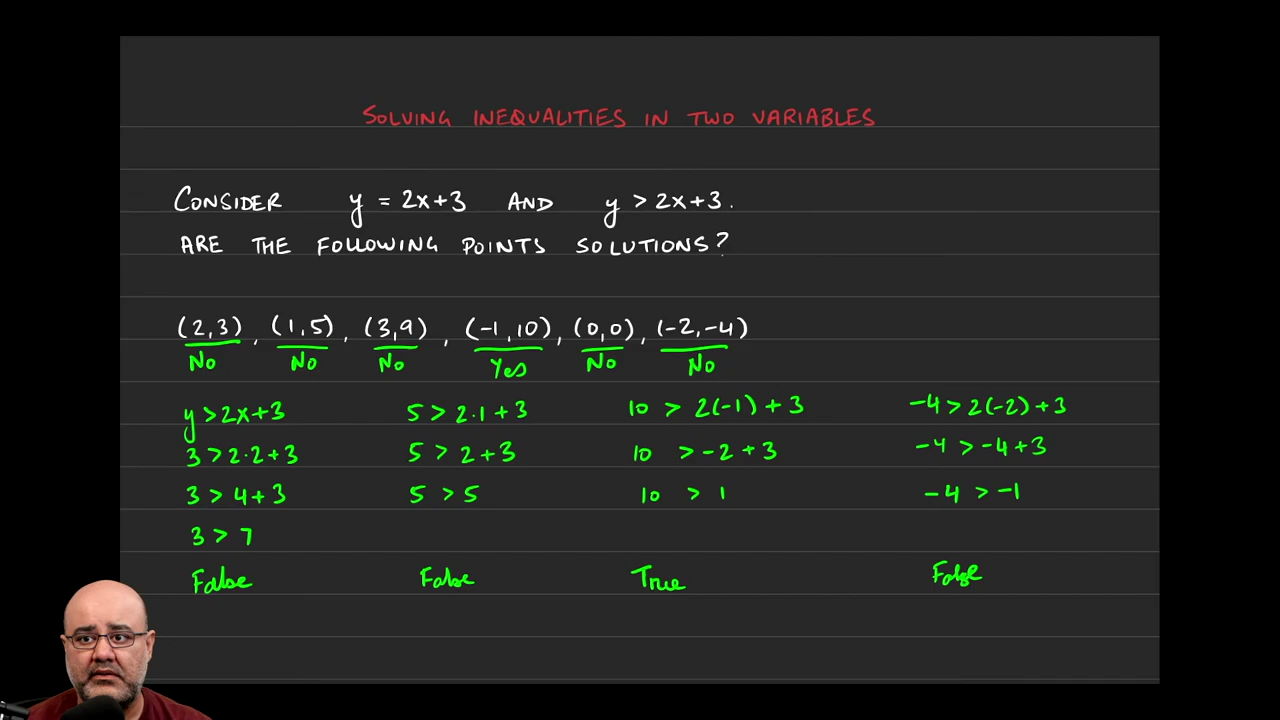 SOLVING INEQUALITIES IN TWO VARIABLES
CONSIDER y = 2x+3 AND y > 2x+3.
ARE THE FOLLOWING POINTS SOLUTIONS?
(2,3), (1,5), (3,9), (-1,10), (0,0), (-2,-4)
No No No Yes No No
y>2x+3 5 > 2·1 + 3 10 > 2(-1) + 3 -4 > 2(-2) + 3
3 > 2·2+3 5 > 2+3 10 > -2 + 3 -4 > -4+3
3 > 4+3 5 > 5 10 > 1 -4 > -1
3 > 7
False False True False